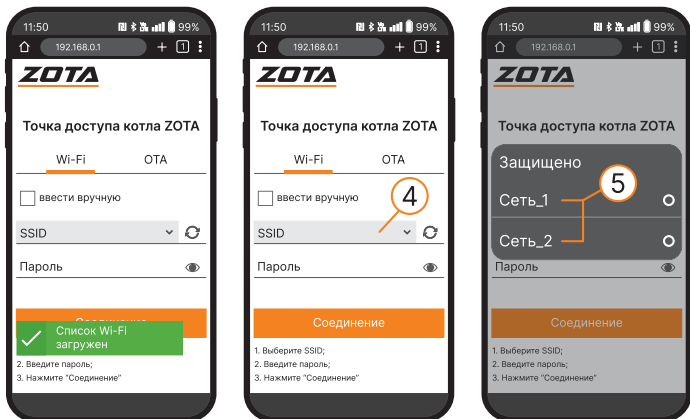 11:50 99%
192.168.0.1 + 1
ZOTA
Точка доступа котла ZOTA
Wi-Fi OTA
ввести вручную
SSID
Пароль
Список Wi-Fi
загружен
2. Введите пароль;
3. Нажмите "Соединение"
11:50 99%
192.168.0.1 + 1
ZOTA
Точка доступа котла ZOTA
Wi-Fi OTA
ввести вручную
4
SSID
Пароль
Соединение
1. Выберите SSID;
2. Введите пароль;
3. Нажмите "Соединение"
11:50 99%
192.168.0.1 + 1
ZOTA
Точка доступа котла ZOTA
Защищено
5
Сеть_1
Сеть_2
Пароль
Соединение
1. Выберите SSID;
2. Введите пароль;
3. Нажмите "Соединение"